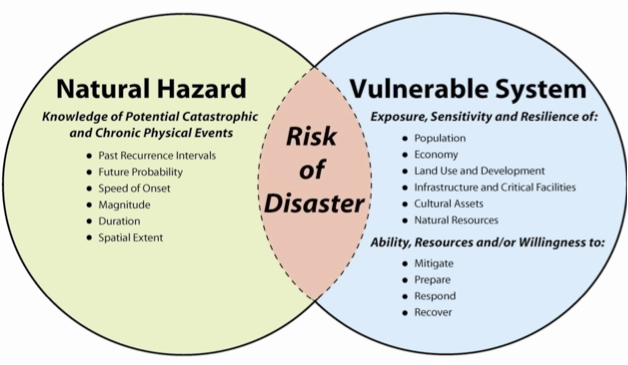 Natural Hazard
Knowledge of Potential Catastrophic
and Chronic Physical Events
● Past Recurrence Intervals
● Future Probability
● Speed of Onset
● Magnitude
● Duration
● Spatial Extent
Risk
of
Disaster
Vulnerable System
Exposure, Sensitivity and Resilience of:
● Population
● Economy
● Land Use and Development
● Infrastructure and Critical Facilities
● Cultural Assets
● Natural Resources
Ability, Resources and/or Willingness to:
● Mitigate
● Prepare
● Respond
● Recover